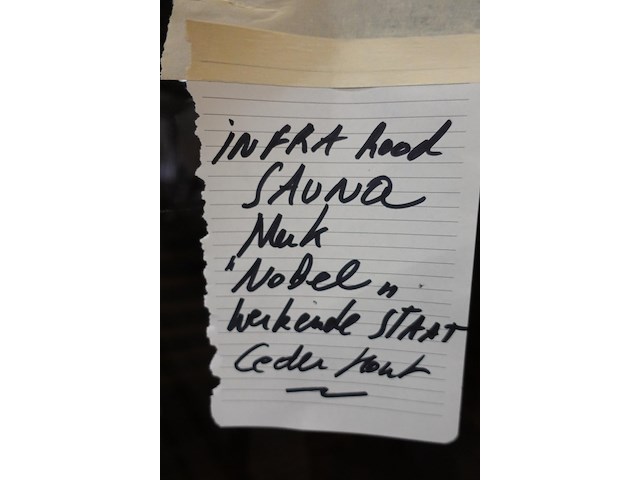 INFRA Rood
SAUNA
Merk
"NoBel"
werkende STAAT
Ceder Hout